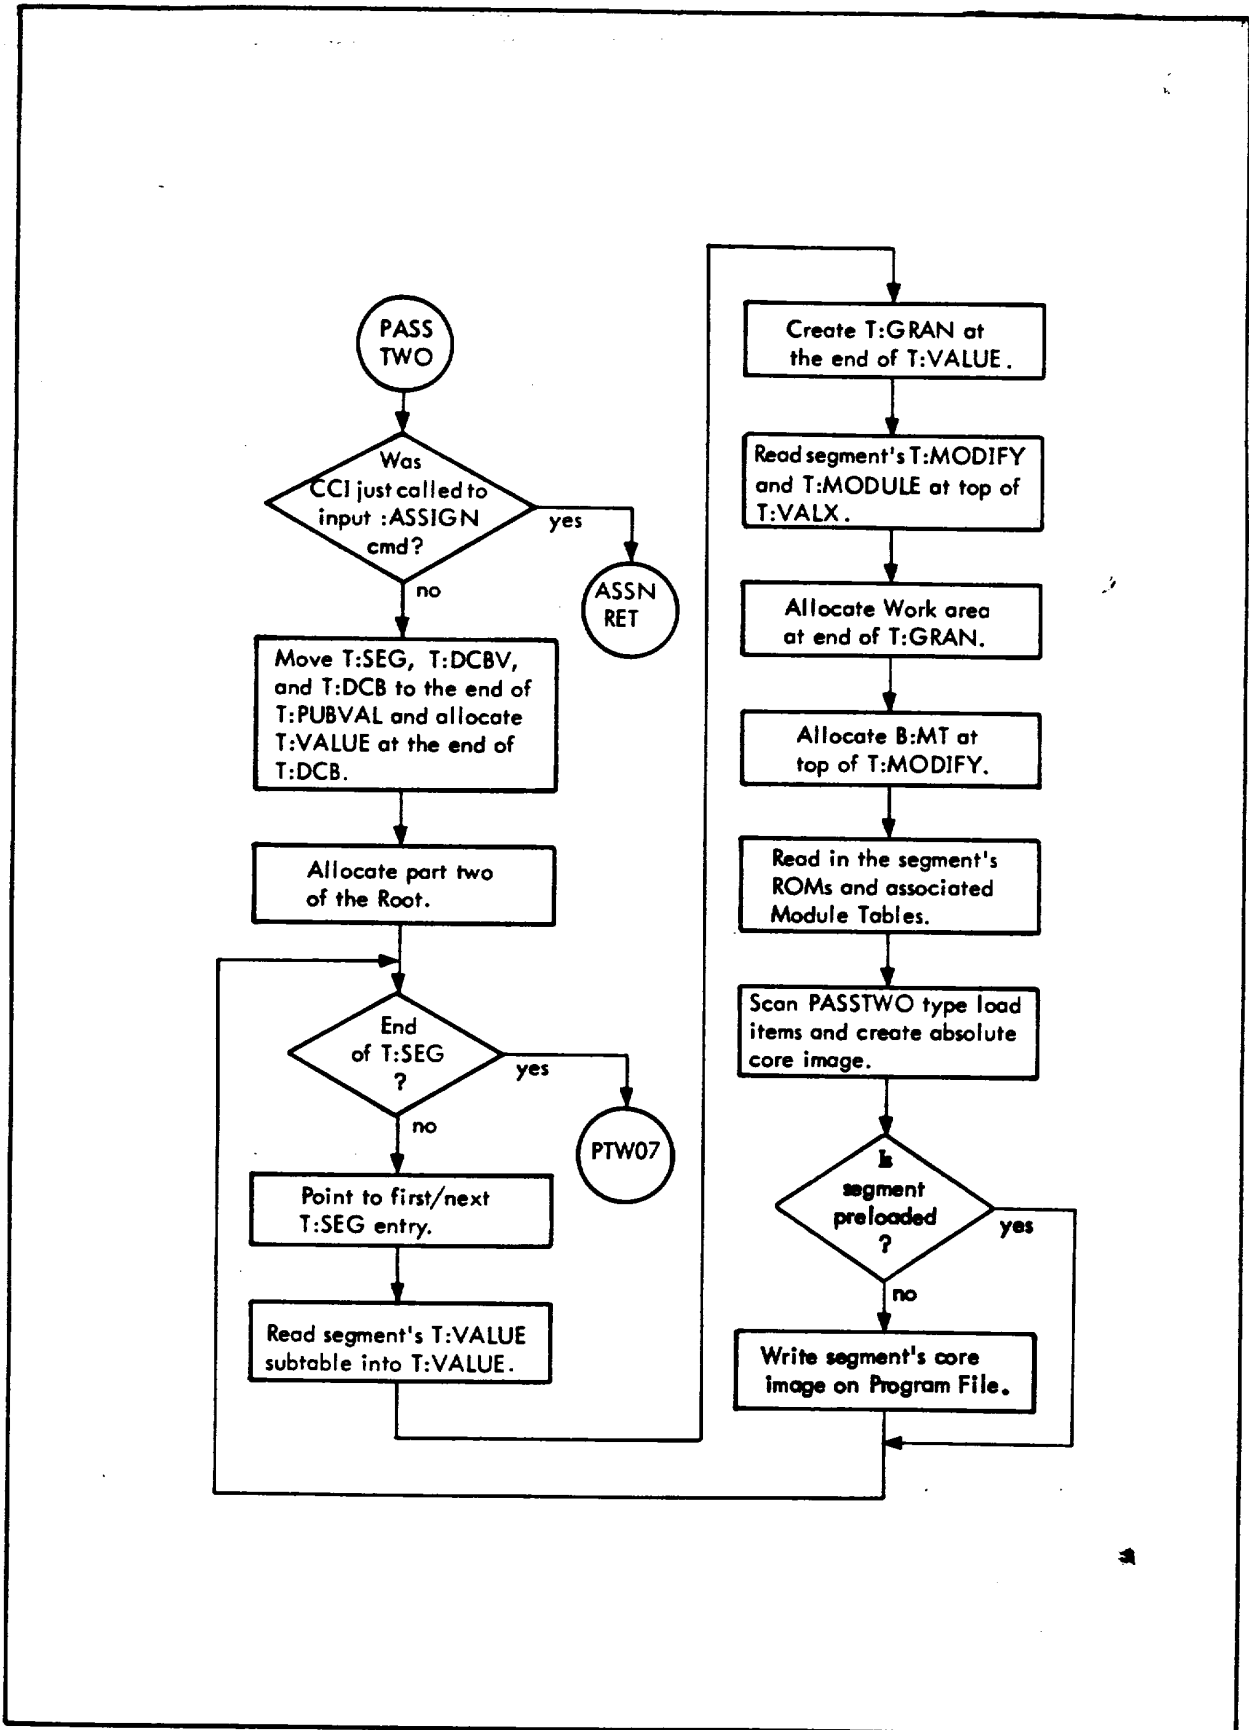 PASS
TWO
Was
CCI just called to
input :ASSIGN
cmd?
yes
no
ASSN
RET
Move T:SEG, T:DCBV,
and T:DCB to the end of
T:PUBVAL and allocate
T:VALUE at the end of
T:DCB.
Allocate part two
of the Root.
End
of T:SEG
?
yes
no
PTW07
Point to first/next
T:SEG entry.
Read segment's T:VALUE
subtable into T:VALUE.
Create T:GRAN at
the end of T:VALUE.
Read segment's T:MODIFY
and T:MODULE at top of
T:VALX.
Allocate Work area
at end of T:GRAN.
Allocate B:MT at
top of T:MODIFY.
Read in the segment's
ROMs and associated
Module Tables.
Scan PASSTWO type load
items and create absolute
core image.
Is
segment
preloaded
?
yes
no
Write segment's core
image on Program File.